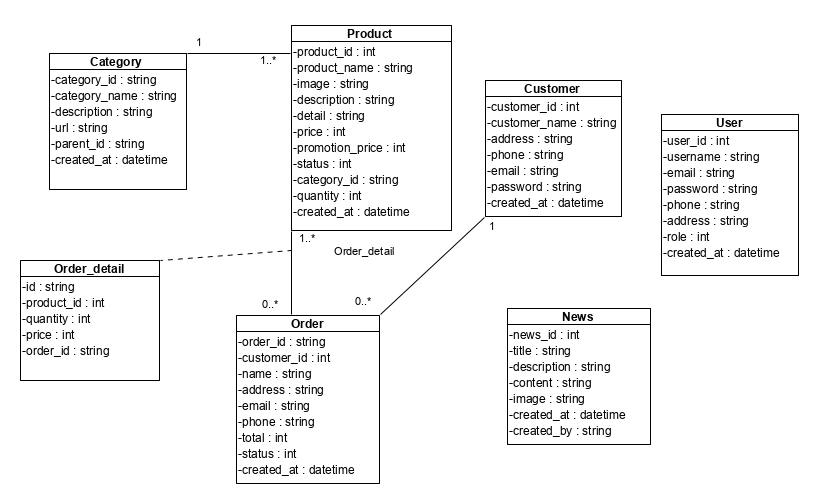 Category
-category_id : string
-category_name : string
-description : string
-url : string
-parent_id : string
-created_at : datetime
1
1..*
Product
-product_id : int
-product_name : string
-image : string
-description : string
-detail : string
-price : int
-promotion_price : int
-status : int
-category_id : string
-quantity : int
-created_at : datetime
Customer
-customer_id : int
-customer_name : string
-address : string
-phone : string
-email : string
-password : string
-created_at : datetime
1
User
-user_id : int
-username : string
-email : string
-password : string
-phone : string
-address : string
-role : int
-created_at : datetime
1..*
Order_detail
Order_detail
-id : string
-product_id : int
-quantity : int
-price : int
-order_id : string
0..*
0..*
Order
-order_id : string
-customer_id : int
-name : string
-address : string
-email : string
-phone : string
-total : int
-status : int
-created_at : datetime
News
-news_id : int
-title : string
-description : string
-content : string
-image : string
-created_at : datetime
-created_by : string